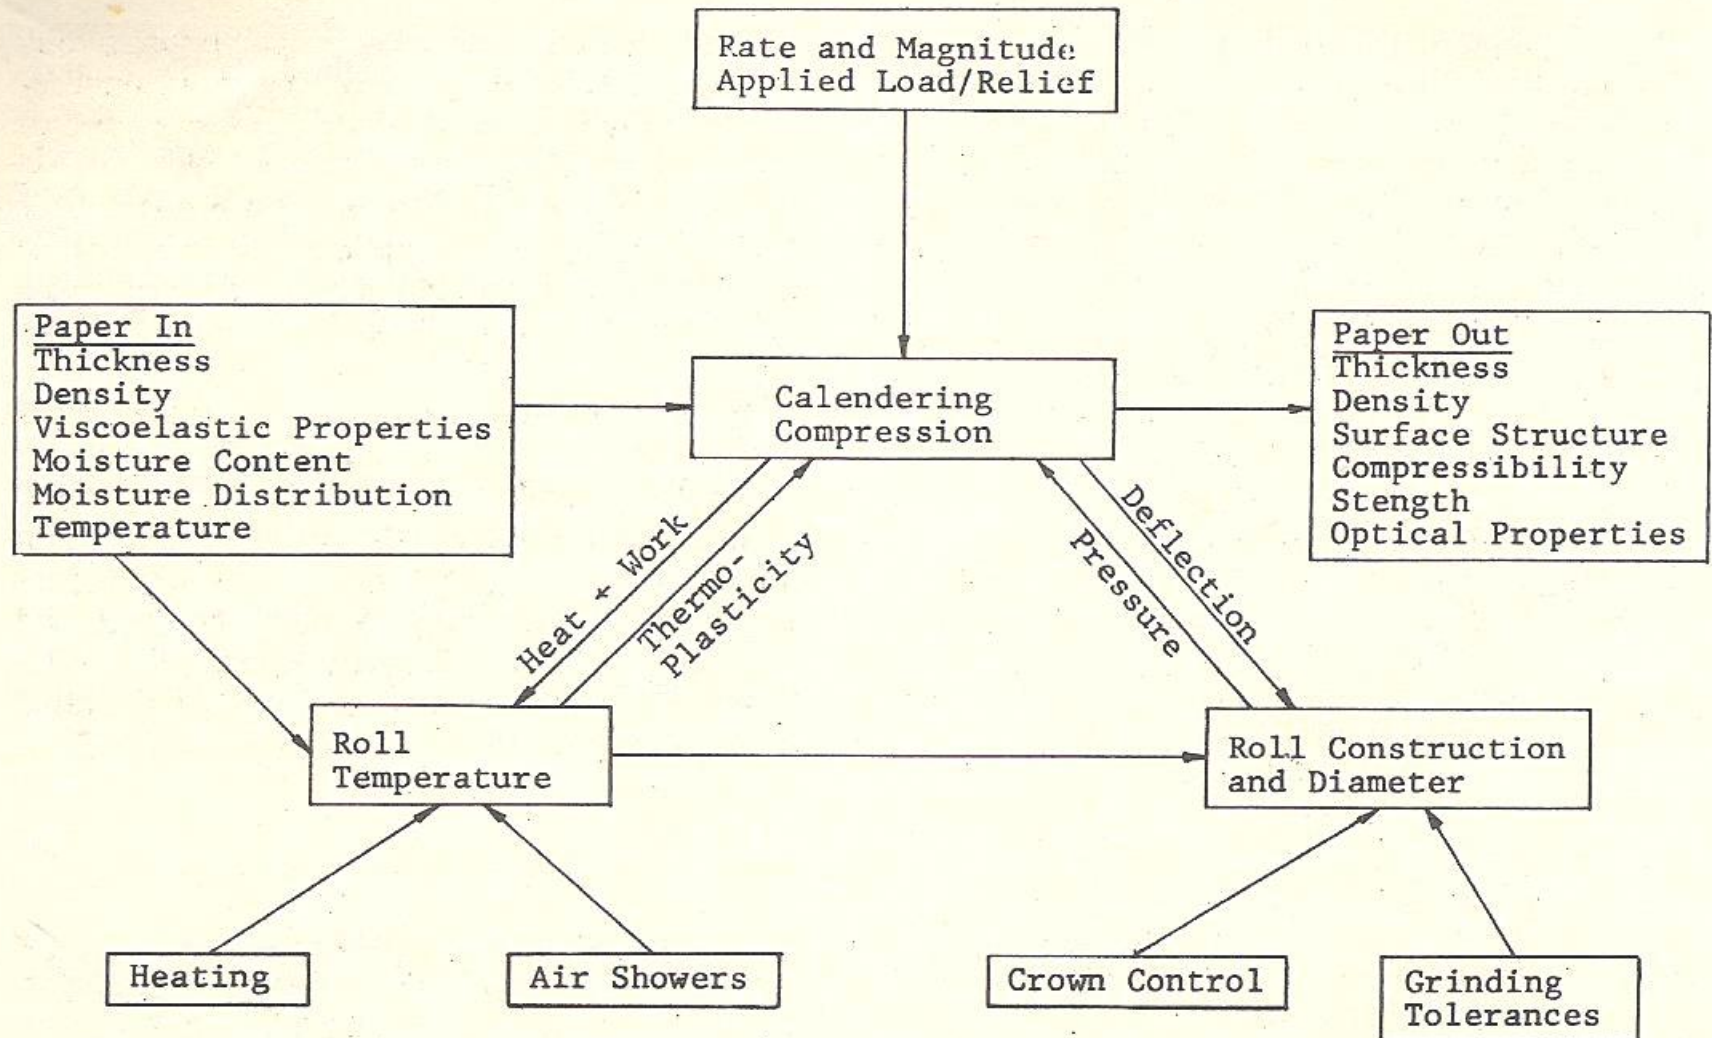 Rate and Magnitude
Applied Load/Relief
Paper In
Thickness
Density
Viscoelastic Properties
Moisture Content
Moisture Distribution
Temperature
Calendering
Compression
Paper Out
Thickness
Density
Surface Structure
Compressibility
Stength
Optical Properties
Heat ← Work
Thermo-
Plasticity
Pressure
Deflection
Roll
Temperature
Roll Construction
and Diameter
Heating
Air Showers
Crown Control
Grinding
Tolerances